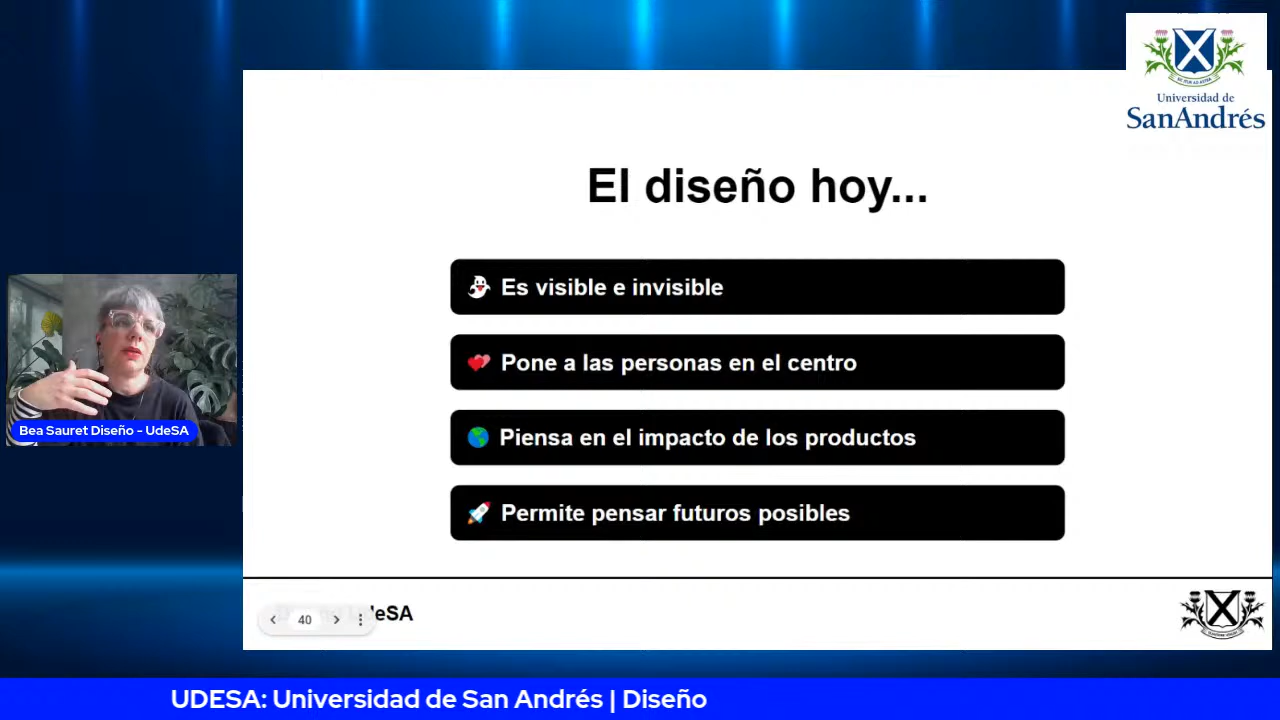 Universidad de
SanAndrés
El diseño hoy...
Es visible e invisible
Pone a las personas en el centro
Piensa en el impacto de los productos
Permite pensar futuros posibles
Bea Sauret Diseño - UdeSA
40
deSA
UDESA: Universidad de San Andrés | Diseño